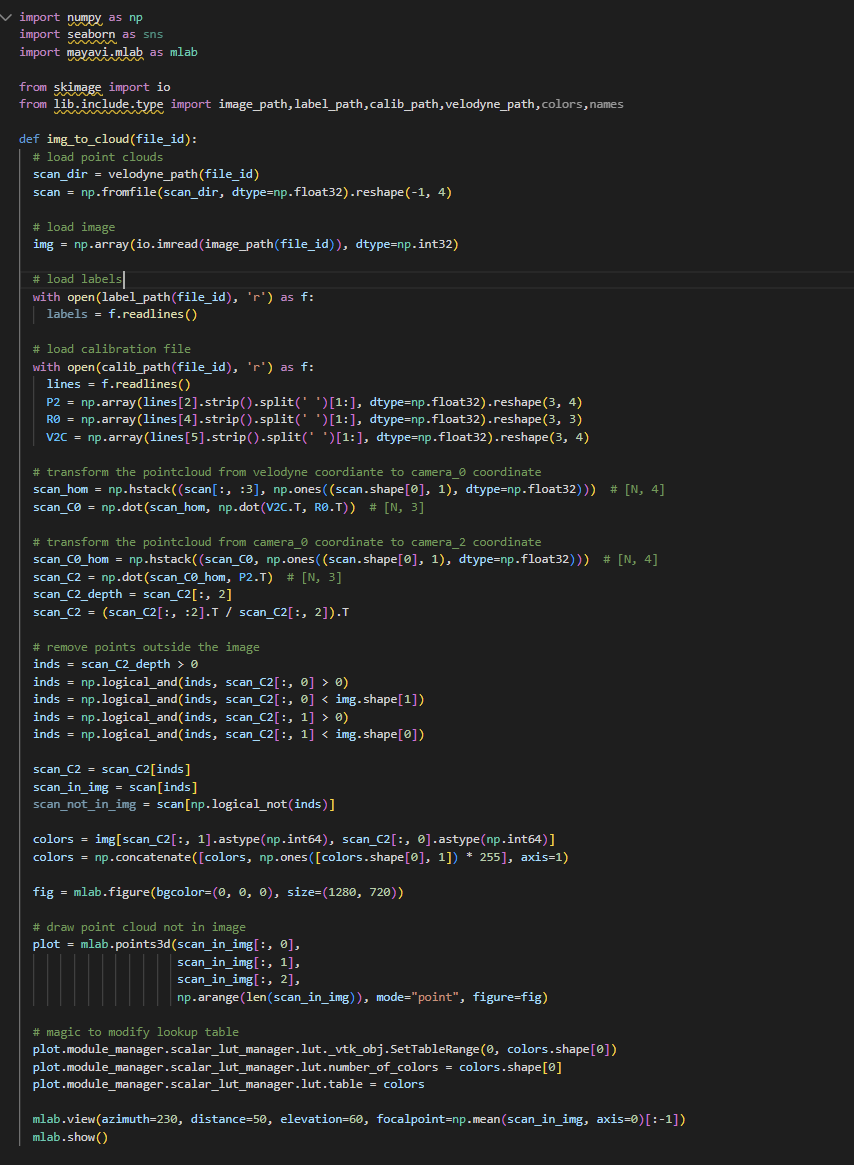 import numpy as np
import seaborn as sns
import mayavi.mlab as mlab

from skimage import io
from lib.include.type import image_path,label_path,calib_path,velodyne_path,colors,names

def img_to_cloud(file_id):
  # load point clouds
  scan_dir = velodyne_path(file_id)
  scan = np.fromfile(scan_dir, dtype=np.float32).reshape(-1, 4)

  # load image
  img = np.array(io.imread(image_path(file_id)), dtype=np.int32)

  # load labels
  with open(label_path(file_id), 'r') as f:
    labels = f.readlines()

  # load calibration file
  with open(calib_path(file_id), 'r') as f:
    lines = f.readlines()
    P2 = np.array(lines[2].strip().split(' ')[1:], dtype=np.float32).reshape(3, 4)
    R0 = np.array(lines[4].strip().split(' ')[1:], dtype=np.float32).reshape(3, 3)
    V2C = np.array(lines[5].strip().split(' ')[1:], dtype=np.float32).reshape(3, 4)

  # transform the pointcloud from velodyne coordiante to camera_0 coordinate
  scan_hom = np.hstack((scan[:, :3], np.ones((scan.shape[0], 1), dtype=np.float32)))  # [N, 4]
  scan_C0 = np.dot(scan_hom, np.dot(V2C.T, R0.T))  # [N, 3]

  # transform the pointcloud from camera_0 coordinate to camera_2 coordinate
  scan_C0_hom = np.hstack((scan_C0, np.ones((scan.shape[0], 1), dtype=np.float32)))  # [N, 4]
  scan_C2 = np.dot(scan_C0_hom, P2.T)  # [N, 3]
  scan_C2_depth = scan_C2[:, 2]
  scan_C2 = (scan_C2[:, :2].T / scan_C2[:, 2]).T

  # remove points outside the image
  inds = scan_C2_depth > 0
  inds = np.logical_and(inds, scan_C2[:, 0] > 0)
  inds = np.logical_and(inds, scan_C2[:, 0] < img.shape[1])
  inds = np.logical_and(inds, scan_C2[:, 1] > 0)
  inds = np.logical_and(inds, scan_C2[:, 1] < img.shape[0])

  scan_C2 = scan_C2[inds]
  scan_in_img = scan[inds]
  scan_not_in_img = scan[np.logical_not(inds)]

  colors = img[scan_C2[:, 1].astype(np.int64), scan_C2[:, 0].astype(np.int64)]
  colors = np.concatenate([colors, np.ones([colors.shape[0], 1]) * 255], axis=1)

  fig = mlab.figure(bgcolor=(0, 0, 0), size=(1280, 720))

  # draw point cloud not in image
  plot = mlab.points3d(scan_in_img[:, 0],
                       scan_in_img[:, 1],
                       scan_in_img[:, 2],
                       np.arange(len(scan_in_img)), mode="point", figure=fig)

  # magic to modify lookup table
  plot.module_manager.scalar_lut_manager.lut._vtk_obj.SetTableRange(0, colors.shape[0])
  plot.module_manager.scalar_lut_manager.lut.number_of_colors = colors.shape[0]
  plot.module_manager.scalar_lut_manager.lut.table = colors

  mlab.view(azimuth=230, distance=50, elevation=60, focalpoint=np.mean(scan_in_img, axis=0)[:-1])
  mlab.show()